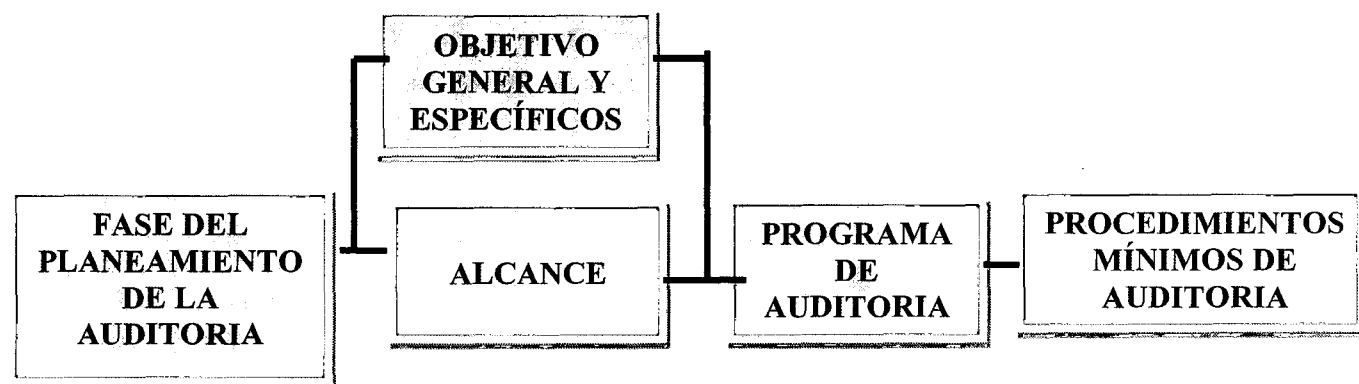 OBJETIVO
GENERAL Y
ESPECÍFICOS
FASE DEL
PLANEAMIENTO
DE LA
AUDITORIA
ALCANCE
PROGRAMA
DE
AUDITORIA
PROCEDIMIENTOS
MÍNIMOS DE
AUDITORIA